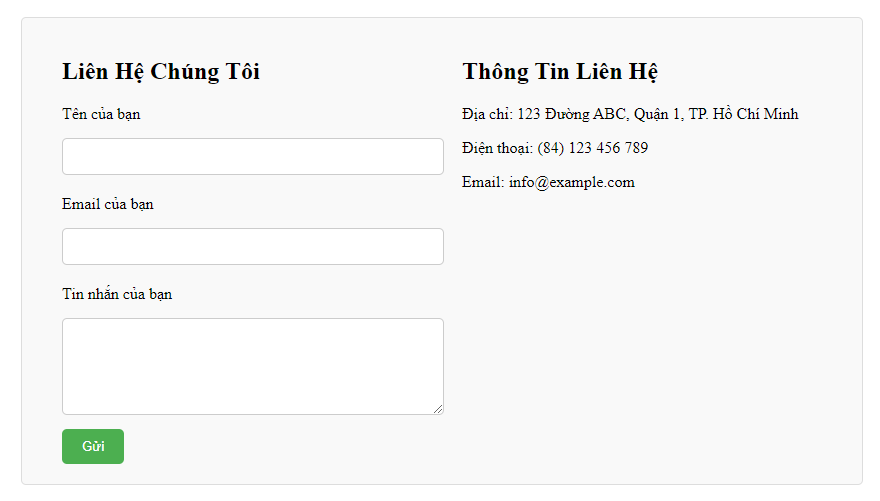 Liên Hệ Chúng Tôi
Tên của bạn
Email của bạn
Tin nhắn của bạn
Gửi
Thông Tin Liên Hệ
Địa chỉ: 123 Đường ABC, Quận 1, TP. Hồ Chí Minh
Điện thoại: (84) 123 456 789
Email: info@example.com